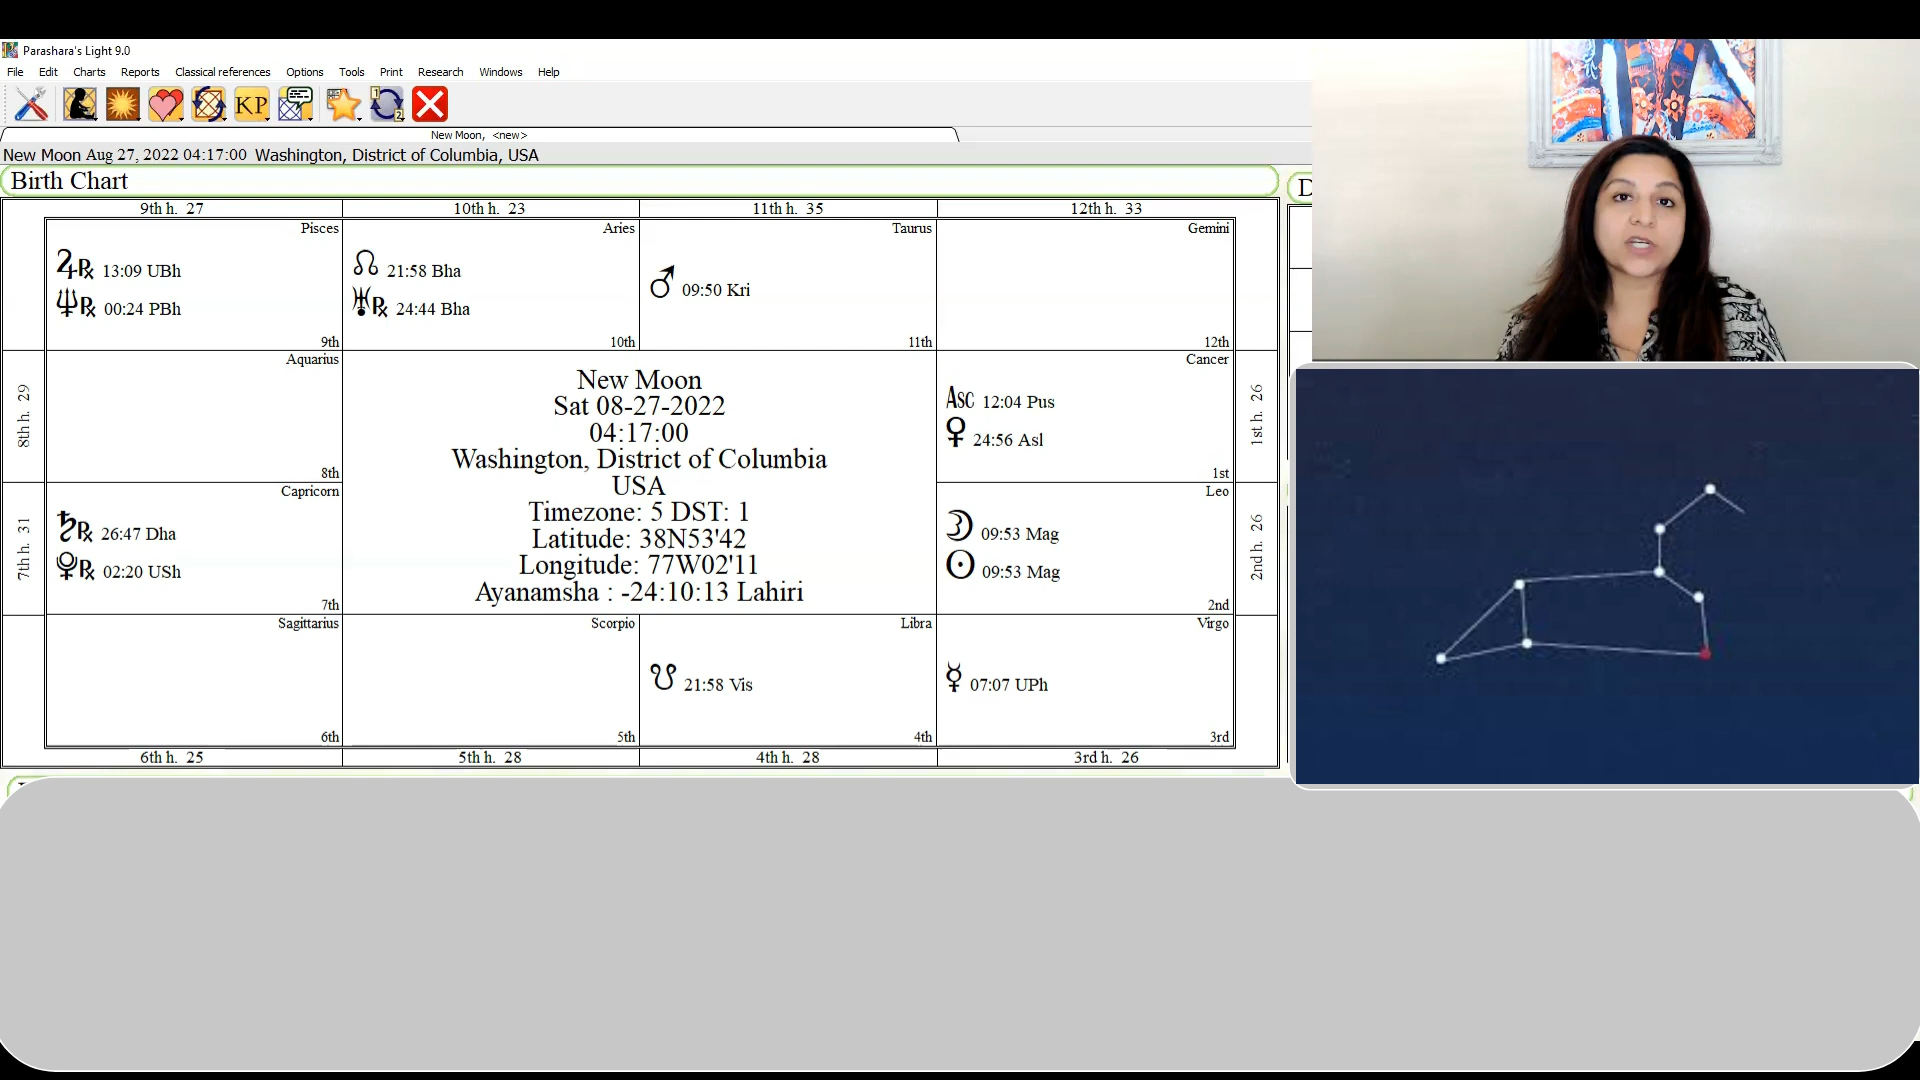 Parashara's Light 9.0
File Edit Charts Reports Classical references Options Tools Print Research Windows Help
KP
1
2
New Moon, <new>
New Moon Aug 27, 2022 04:17:00 Washington, District of Columbia, USA
Birth Chart
D
9th h. 27
10th h. 23
11th h. 35
12th h. 33
Pisces
♃℞ 13:09 UBh
♆℞ 00:24 PBh
9th
Aries
☊ 21:58 Bha
♅℞ 24:44 Bha
10th
Taurus
♂ 09:50 Kri
11th
Gemini
12th
8th h. 29
Aquarius
8th
New Moon
Sat 08-27-2022
04:17:00
Washington, District of Columbia
USA
Timezone: 5 DST: 1
Latitude: 38N53'42
Longitude: 77W02'11
Ayanamsha : -24:10:13 Lahiri
Cancer
Asc 12:04 Pus
♀ 24:56 Asl
1st
1st h. 26
7th h. 31
Capricorn
♄℞ 26:47 Dha
♇℞ 02:20 USh
7th
Leo
☽ 09:53 Mag
☉ 09:53 Mag
2nd
2nd h. 26
Sagittarius
6th
Scorpio
5th
Libra
☋ 21:58 Vis
4th
Virgo
☿ 07:07 UPh
3rd
6th h. 25
5th h. 28
4th h. 28
3rd h. 26